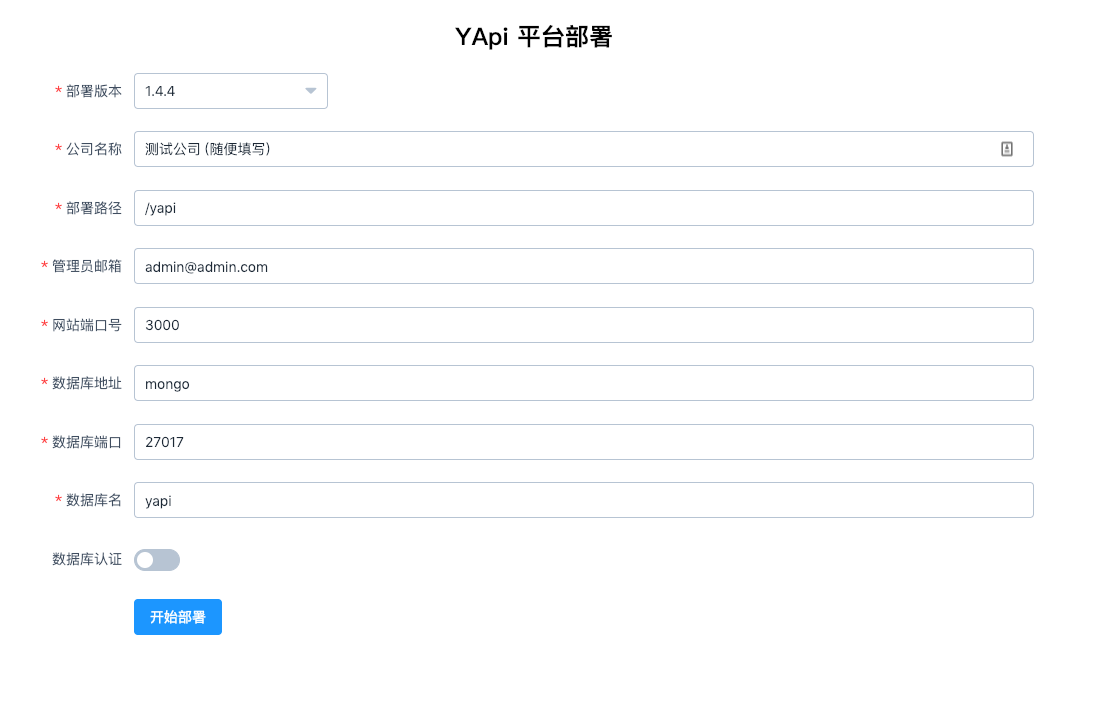 YApi 平台部署
* 部署版本 1.4.4
* 公司名称 测试公司 (随便填写)
* 部署路径 /yapi
* 管理员邮箱 admin@admin.com
* 网站端口号 3000
* 数据库地址 mongo
* 数据库端口 27017
* 数据库名 yapi
数据库认证
开始部署